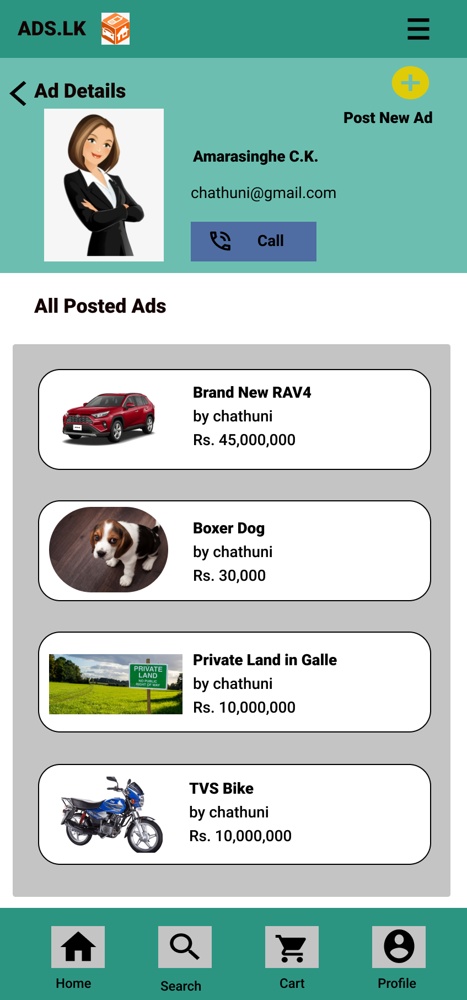 ADS.LK
Ad Details
Post New Ad
Amarasinghe C.K.
chathuni@gmail.com
Call
All Posted Ads
Brand New RAV4
by chathuni
Rs. 45,000,000
Boxer Dog
by chathuni
Rs. 30,000
PRIVATE
LAND
NO PUBLIC
RIGHT OF WAY
Private Land in Galle
by chathuni
Rs. 10,000,000
TVS Bike
by chathuni
Rs. 10,000,000
Home
Search
Cart
Profile